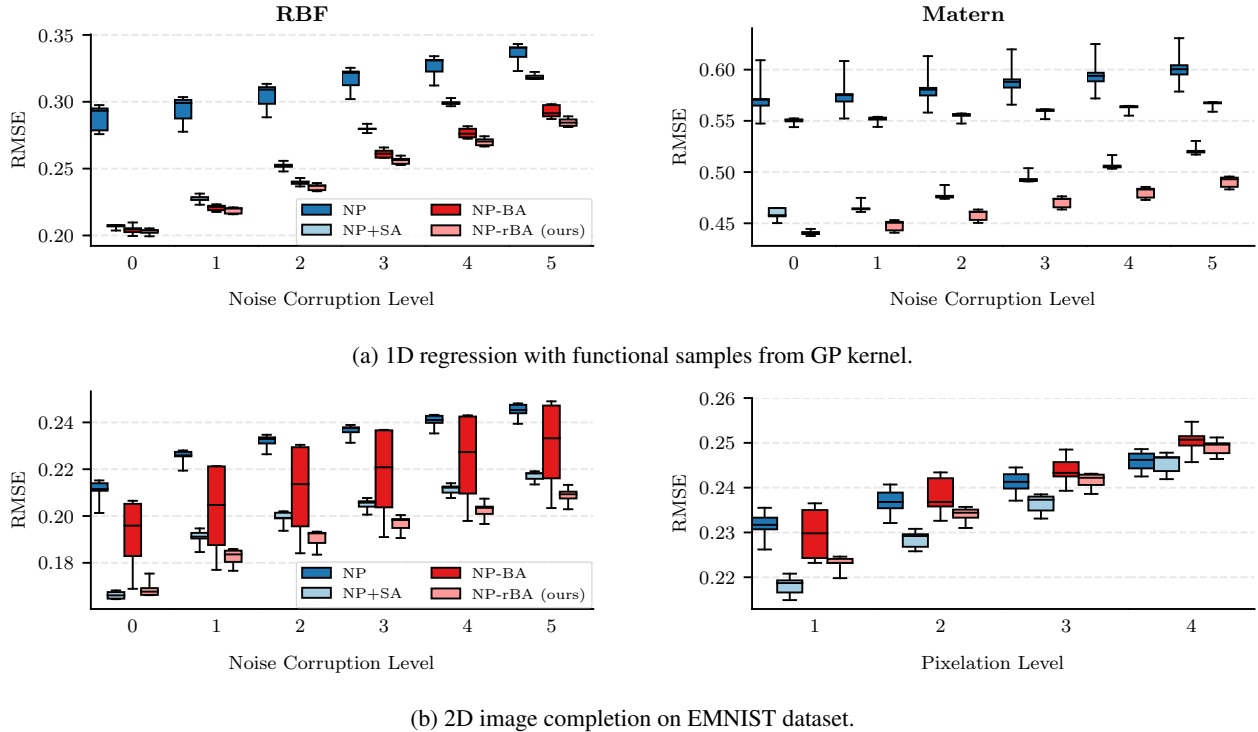 RBF
Matern
0.35
0.30
0.25
0.20
RMSE
NP
NP-BA
NP+SA
NP-rBA (ours)
0 1 2 3 4 5
Noise Corruption Level
0.60
0.55
0.50
0.45
RMSE
0 1 2 3 4 5
Noise Corruption Level
(a) 1D regression with functional samples from GP kernel.
0.24
0.22
0.20
0.18
RMSE
NP
NP-BA
NP+SA
NP-rBA (ours)
0 1 2 3 4 5
Noise Corruption Level
0.26
0.25
0.24
0.23
0.22
RMSE
1 2 3 4
Pixelation Level
(b) 2D image completion on EMNIST dataset.